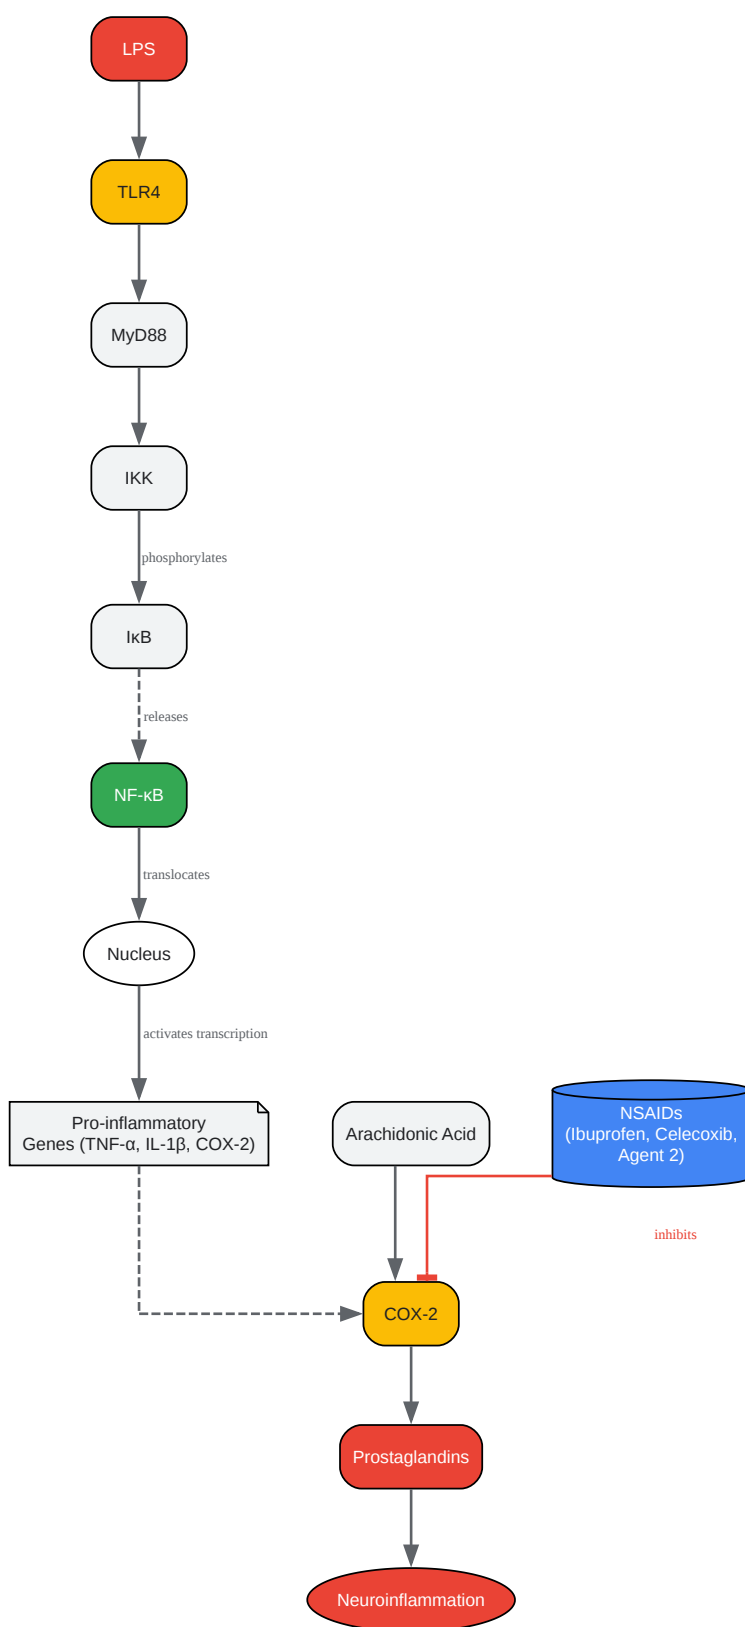 LPS
TLR4
MyD88
IKK
phosphorylates
IκB
releases
NF-κB
translocates
Nucleus
activates transcription
Pro-inflammatory
Genes (TNF-α, IL-1β, COX-2)
Arachidonic Acid
NSAIDs
(Ibuprofen, Celecoxib,
Agent 2)
inhibits
COX-2
Prostaglandins
Neuroinflammation